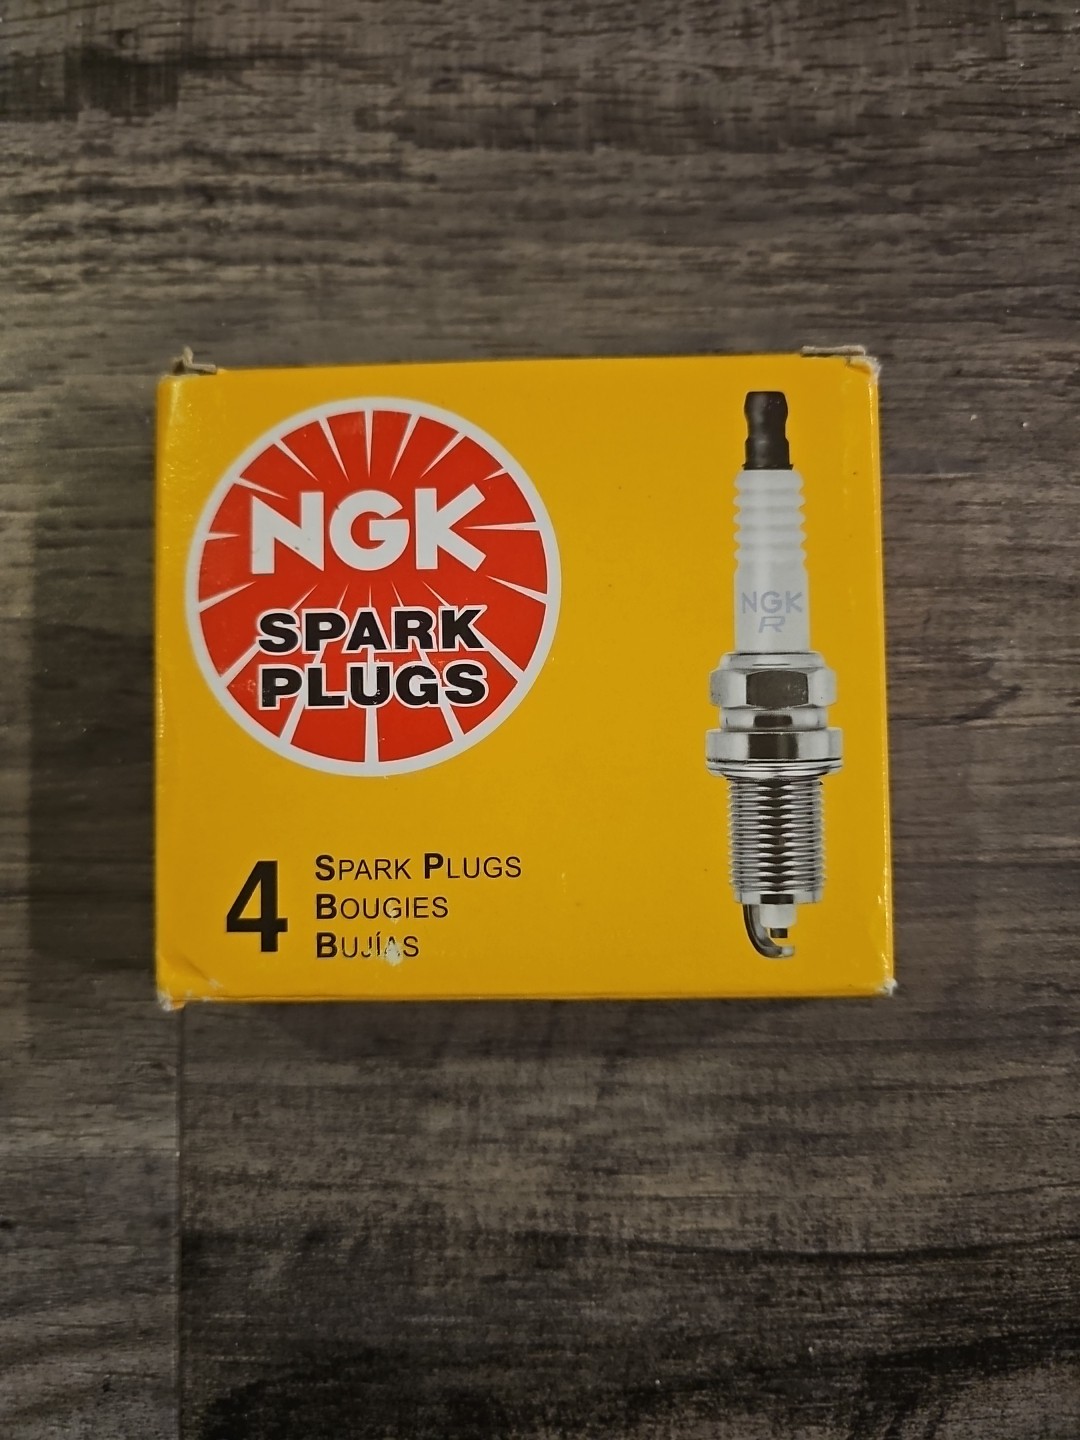 NGK
SPARK
PLUGS
NGK
R
4
SPARK PLUGS
BOUGIES
BUJÍAS